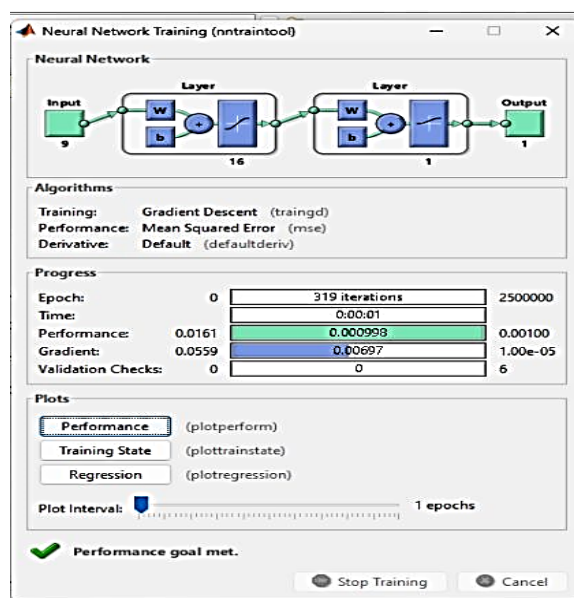 Neural Network Training (nntraintool)
Neural Network
Layer Layer
Input Output
W W
b b
+ +
9 16 1 1
Algorithms
Training: Gradient Descent (traingd)
Performance: Mean Squared Error (mse)
Derivative: Default (defaultderiv)
Progress
Epoch: 0 319 iterations 2500000
Time: 0:00:01
Performance: 0.0161 0.000998 0.00100
Gradient: 0.0559 0.00697 1.00e-05
Validation Checks: 0 0 6
Plots
Performance (plotperform)
Training State (plottrainstate)
Regression (plotregression)
Plot Interval: 1 epochs
Performance goal met.
Stop Training Cancel